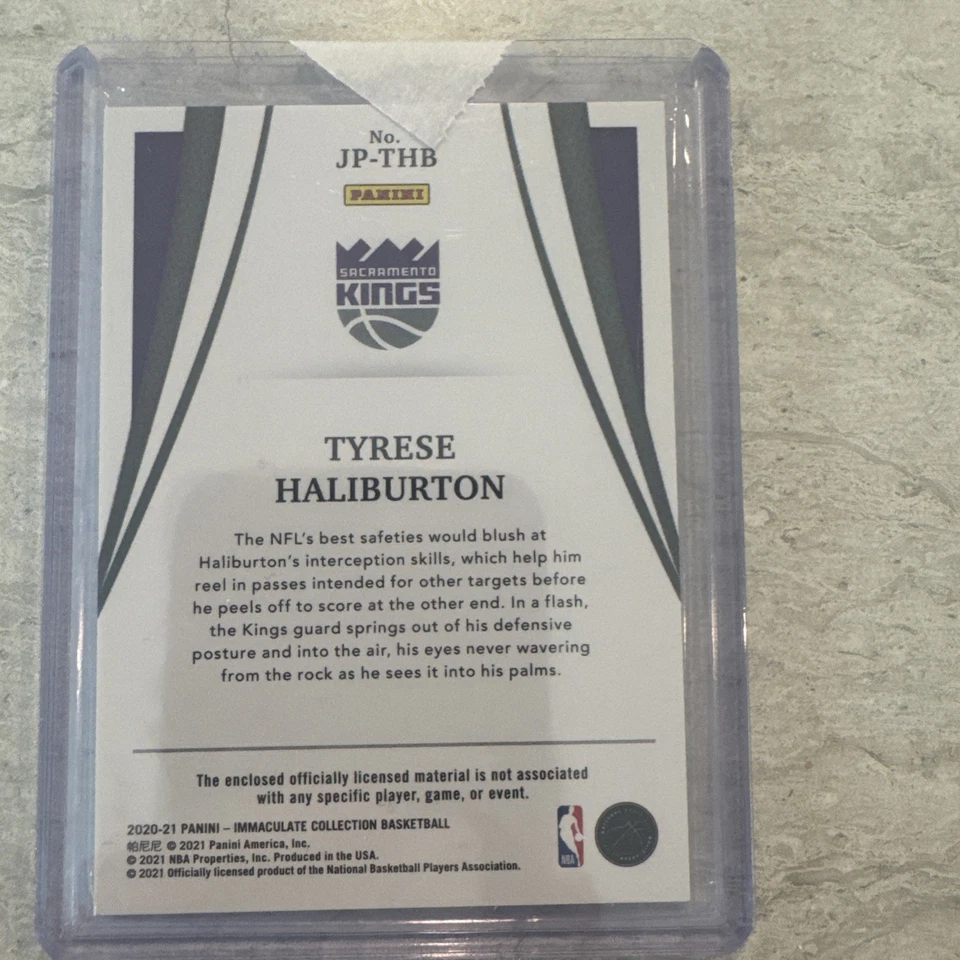 No.
JP-THB
PANINI
SACRAMENTO
KINGS
TYRESE
HALIBURTON
The NFL's best safeties would blush at
Haliburton's interception skills, which help him
reel in passes intended for other targets before
he peels off to score at the other end. In a flash,
the Kings guard springs out of his defensive
posture and into the air, his eyes never wavering
from the rock as he sees it into his palms.
The enclosed officially licensed material is not associated
with any specific player, game, or event.
2020-21 PANINI – IMMACULATE COLLECTION BASKETBALL
帕尼尼 © 2021 Panini America, Inc.
© 2021 NBA Properties, Inc. Produced in the USA.
© 2021 Officially licensed product of the National Basketball Players Association.
NBA